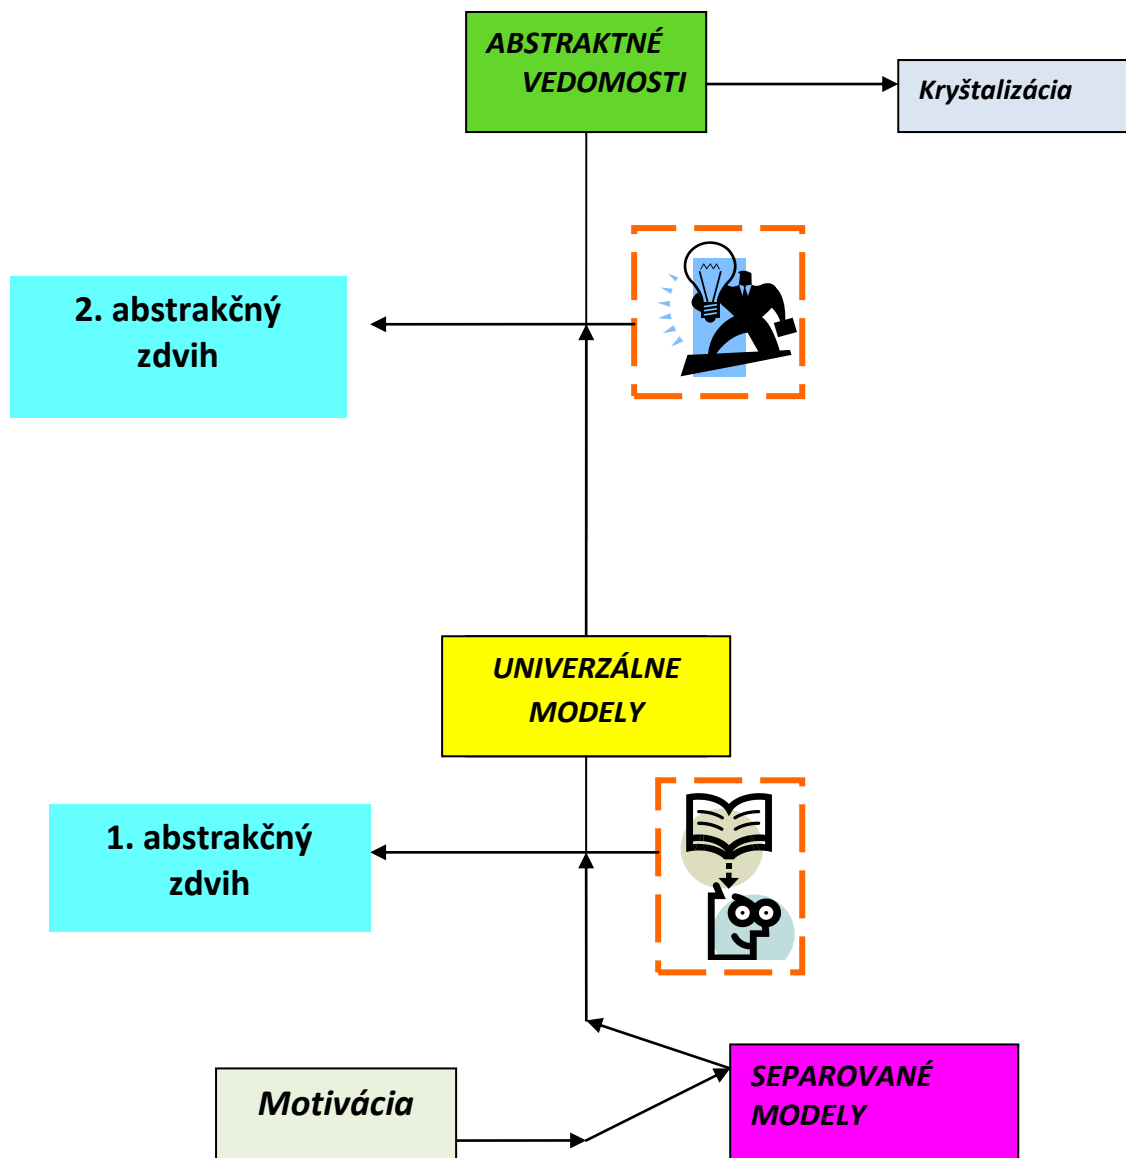 ABSTRAKTNÉ
VEDOMOSTI
Kryštalizácia
2. abstrakčný
zdvih
UNIVERZÁLNE
MODELY
1. abstrakčný
zdvih
Motivácia
SEPAROVANÉ
MODELY